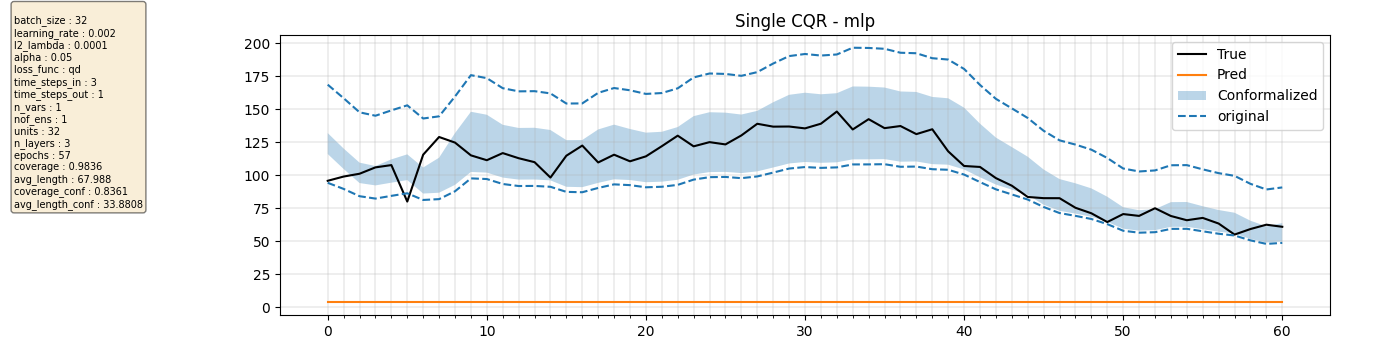 Single CQR - mlp
batch_size : 32
learning_rate : 0.002
l2_lambda : 0.0001
alpha : 0.05
loss_func : qd
time_steps_in : 3
time_steps_out : 1
n_vars : 1
nof_ens : 1
units : 32
n_layers : 3
epochs : 57
coverage : 0.9836
avg_length : 67.988
coverage_conf : 0.8361
avg_length_conf : 33.8808
200
175
150
125
100
75
50
25
0
True
Pred
Conformalized
original
0 10 20 30 40 50 60